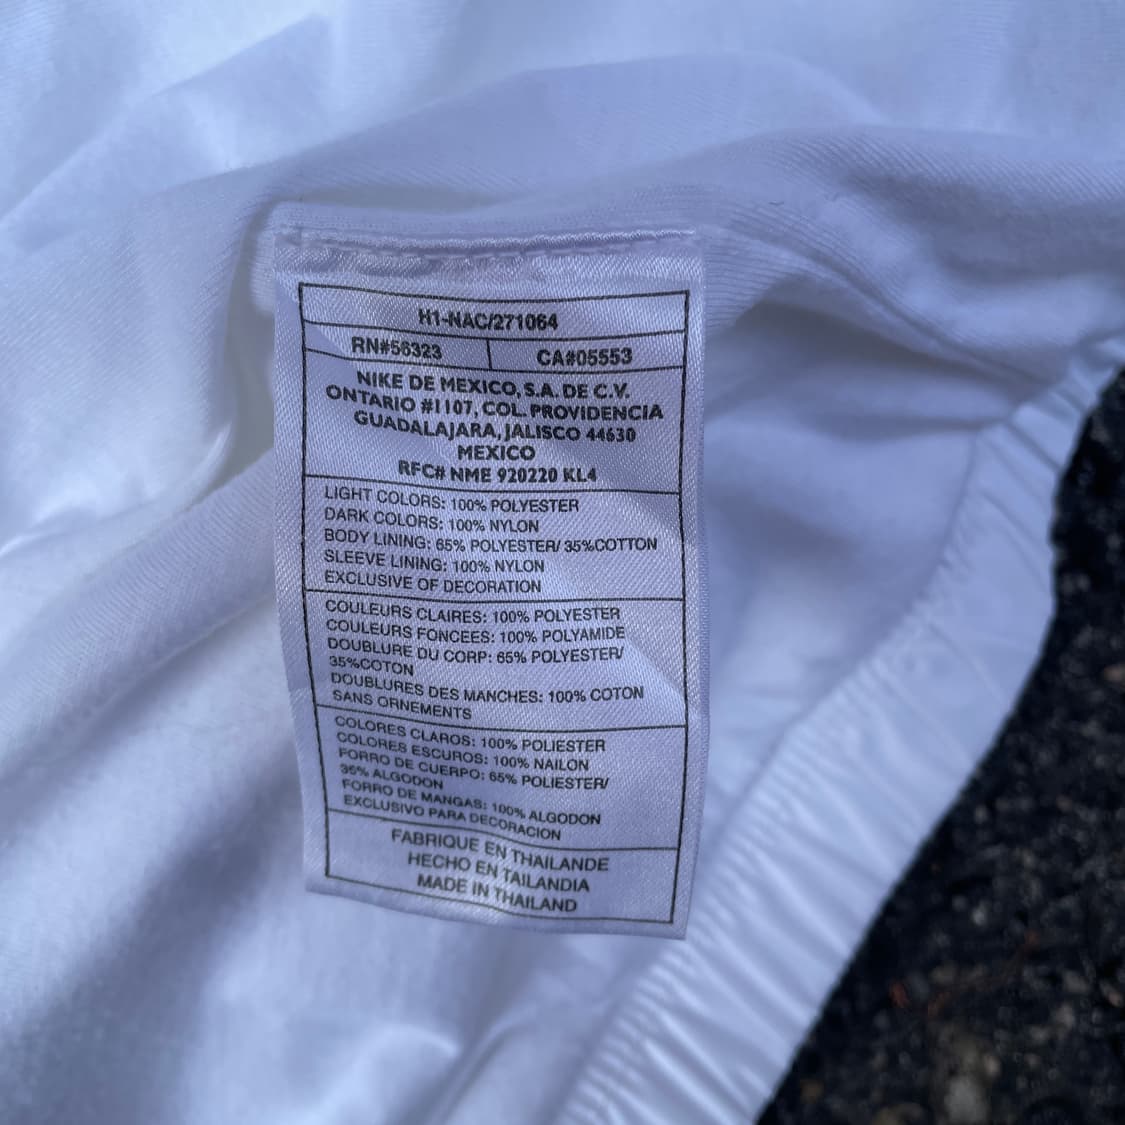 H1-NAC/271064
RN#56323 CA#05553
NIKE DE MEXICO, S.A. DE C.V.
ONTARIO #1107, COL. PROVIDENCIA
GUADALAJARA, JALISCO 44630
MEXICO
RFC# NME 920220 KL4
LIGHT COLORS: 100% POLYESTER
DARK COLORS: 100% NYLON
BODY LINING: 65% POLYESTER/ 35%COTTON
SLEEVE LINING: 100% NYLON
EXCLUSIVE OF DECORATION
COULEURS CLAIRES: 100% POLYESTER
COULEURS FONCEES: 100% POLYAMIDE
DOUBLURE DU CORP: 65% POLYESTER/
35%COTON
DOUBLURES DES MANCHES: 100% COTON
SANS ORNEMENTS
COLORES CLAROS: 100% POLIESTER
COLORES ESCUROS: 100% NAILON
FORRO DE CUERPO: 65% POLIESTER/
35% ALGODON
FORRO DE MANGAS: 100% ALGODON
EXCLUSIVO PARA DECORACION
FABRIQUE EN THAILANDE
HECHO EN TAILANDIA
MADE IN THAILAND